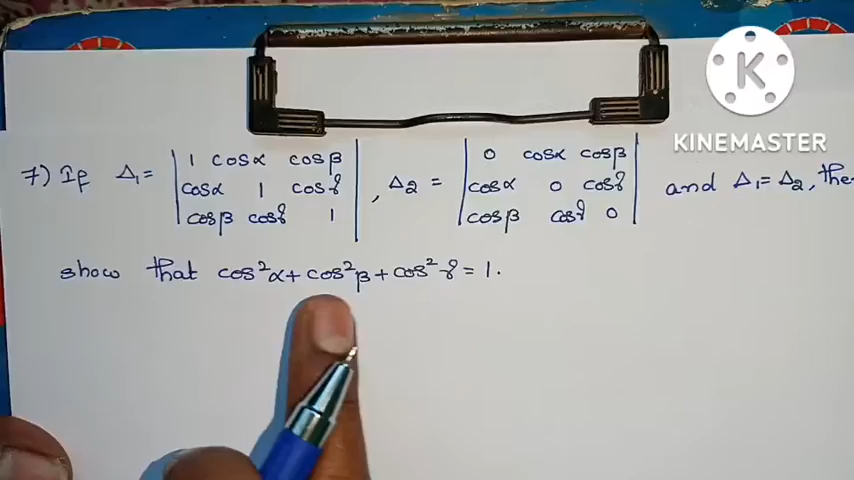 KINEMASTER
7) If Δ₁ = | 1 cosα cosβ | , Δ₂ = | 0 cosα cosβ | and Δ₁ = Δ₂, the
| cosα 1 cosγ | | cosα 0 cosγ |
| cosβ cosγ 1 | | cosβ cosγ 0 |
show that cos²α + cos²β + cos²γ = 1.